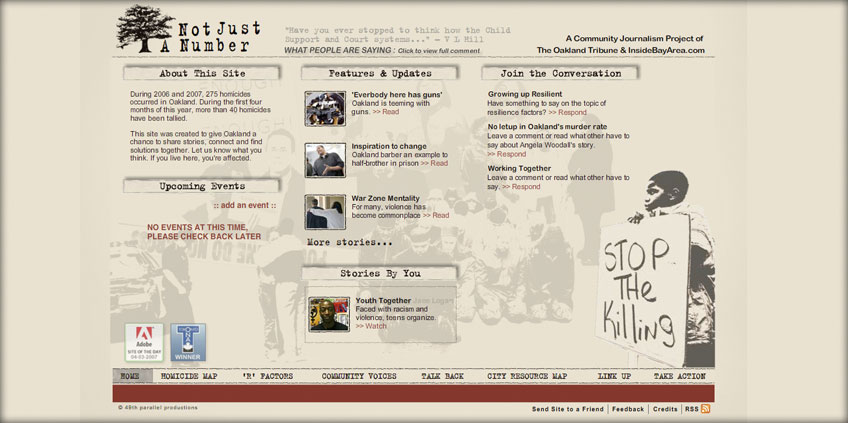 Not Just
A Number
"Have you ever stopped to think how the Child
Support and Court systems..." — V L Hill
WHAT PEOPLE ARE SAYING : Click to view full comment
A Community Journalism Project of
The Oakland Tribune & InsideBayArea.com
About This Site
During 2006 and 2007, 275 homicides
occurred in Oakland. During the first four
months of this year, more than 40 homicides
have been tallied.
This site was created to give Oakland a
chance to share stories, connect and find
solutions together. Let us know what you
think. If you live here, you're affected.
Upcoming Events
:: add an event ::
NO EVENTS AT THIS TIME,
PLEASE CHECK BACK LATER
Features & Updates
'Everbody here has guns'
Oakland is teeming with
guns. >> Read
Inspiration to change
Oakland barber an example to
half-brother in prison >> Read
War Zone Mentality
For many, violence has
become commonplace >> Read
More stories...
Stories By You
Youth Together Jane Logan
Faced with racism and
violence, teens organize.
>> Watch
Join the Conversation
Growing up Resilient
Have something to say on the topic of
resilience factors? >> Respond
No letup in Oakland's murder rate
Leave a comment or read what other have to
say about Angela Woodall's story.
>> Respond
Working Together
Leave a comment or read what other have to
say. >> Respond
STOP
THe
Killing
Adobe
SITE OF THE DAY
04-03-2007
WINNER
HOME
HOMICIDE MAP
'R' FACTORS
COMMUNITY VOICES
TALK BACK
CITY RESOURCE MAP
LINK UP
TAKE ACTION
© 49th parallel productions
Send Site to a Friend | Feedback | Credits | RSS